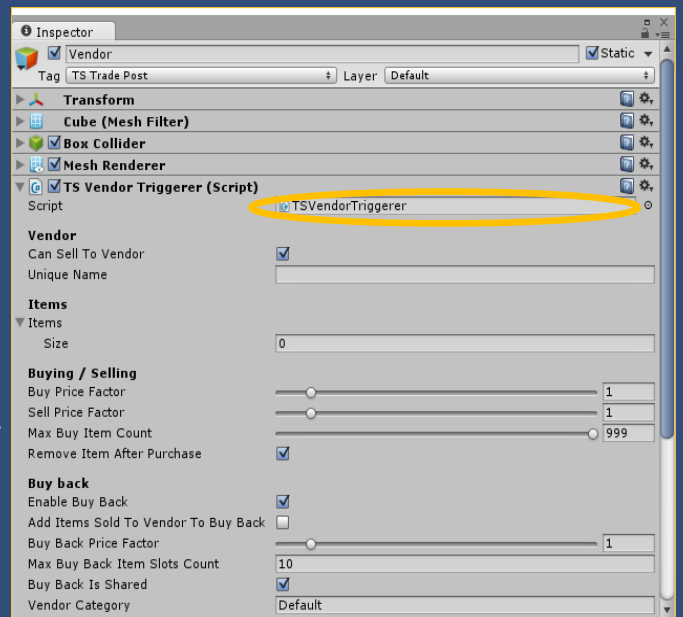 Inspector
Vendor Static
Tag TS Trade Post Layer Default
Transform
Cube (Mesh Filter)
Box Collider
Mesh Renderer
TS Vendor Triggerer (Script)
Script TSVendorTriggerer
Vendor
Can Sell To Vendor
Unique Name
Items
Items
Size 0
Buying / Selling
Buy Price Factor 1
Sell Price Factor 1
Max Buy Item Count 999
Remove Item After Purchase
Buy back
Enable Buy Back
Add Items Sold To Vendor To Buy Back
Buy Back Price Factor 1
Max Buy Back Item Slots Count 10
Buy Back Is Shared
Vendor Category Default